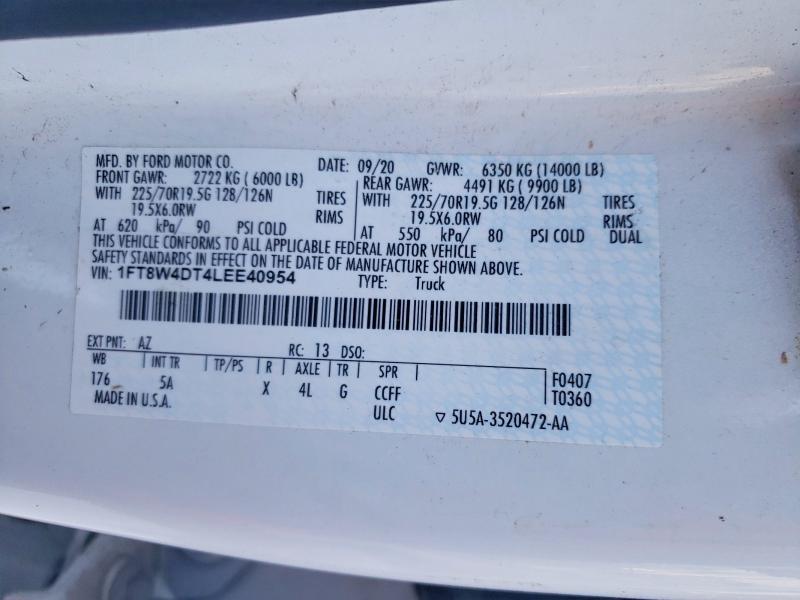 MFD. BY FORD MOTOR CO. DATE: 09/20 GVWR: 6350 KG (14000 LB)
FRONT GAWR: 2722 KG ( 6000 LB) REAR GAWR: 4491 KG ( 9900 LB)
WITH 225/70R19.5G 128/126N TIRES WITH 225/70R19.5G 128/126N TIRES
19.5X6.0RW RIMS 19.5X6.0RW RIMS
AT 620 kPa/ 90 PSI COLD AT 550 kPa/ 80 PSI COLD DUAL
THIS VEHICLE CONFORMS TO ALL APPLICABLE FEDERAL MOTOR VEHICLE
SAFETY STANDARDS IN EFFECT ON THE DATE OF MANUFACTURE SHOWN ABOVE.
VIN: 1FT8W4DT4LEE40954 TYPE: Truck
EXT PNT: AZ RC: 13 DSO:
WB INT TR TP/PS R AXLE TR SPR
176 5A X 4L G CCFF F0407
MADE IN U.S.A. ULC T0360
▽ 5U5A-3520472-AA